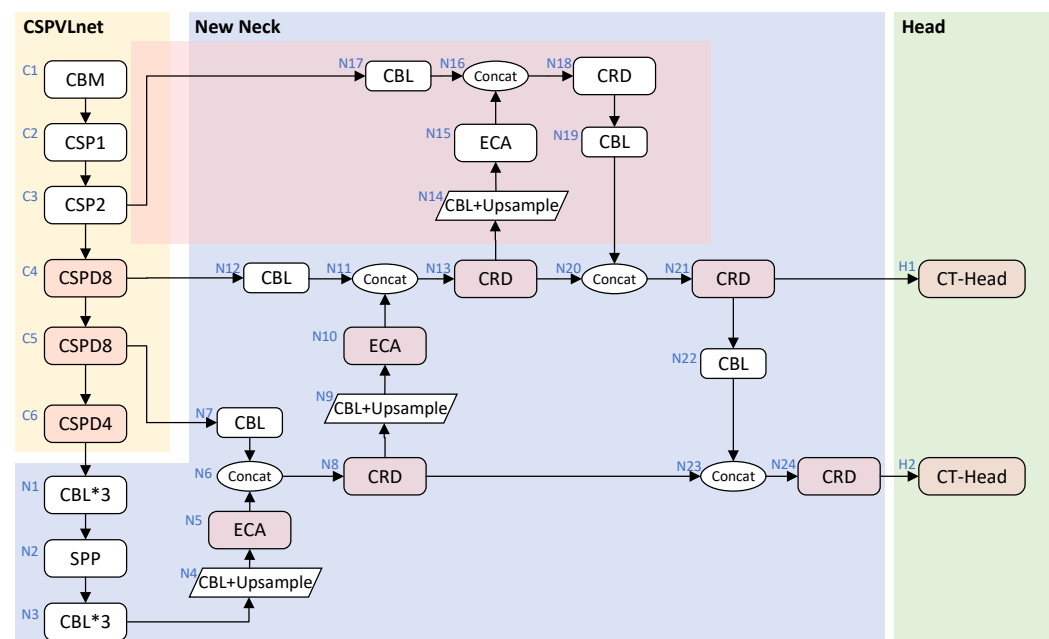 CSPVLnet
New Neck
Head
C1
CBM
C2
CSP1
C3
CSP2
C4
CSPD8
C5
CSPD8
C6
CSPD4
N1
CBL*3
N2
SPP
N3
CBL*3
N4
CBL+Upsample
N5
ECA
N6
Concat
N7
CBL
N8
CRD
N9
CBL+Upsample
N10
ECA
N11
Concat
N12
CBL
N13
CRD
N14
CBL+Upsample
N15
ECA
N16
Concat
N17
CBL
N18
CRD
N19
CBL
N20
Concat
N21
CRD
N22
CBL
N23
Concat
N24
CRD
H1
CT-Head
H2
CT-Head